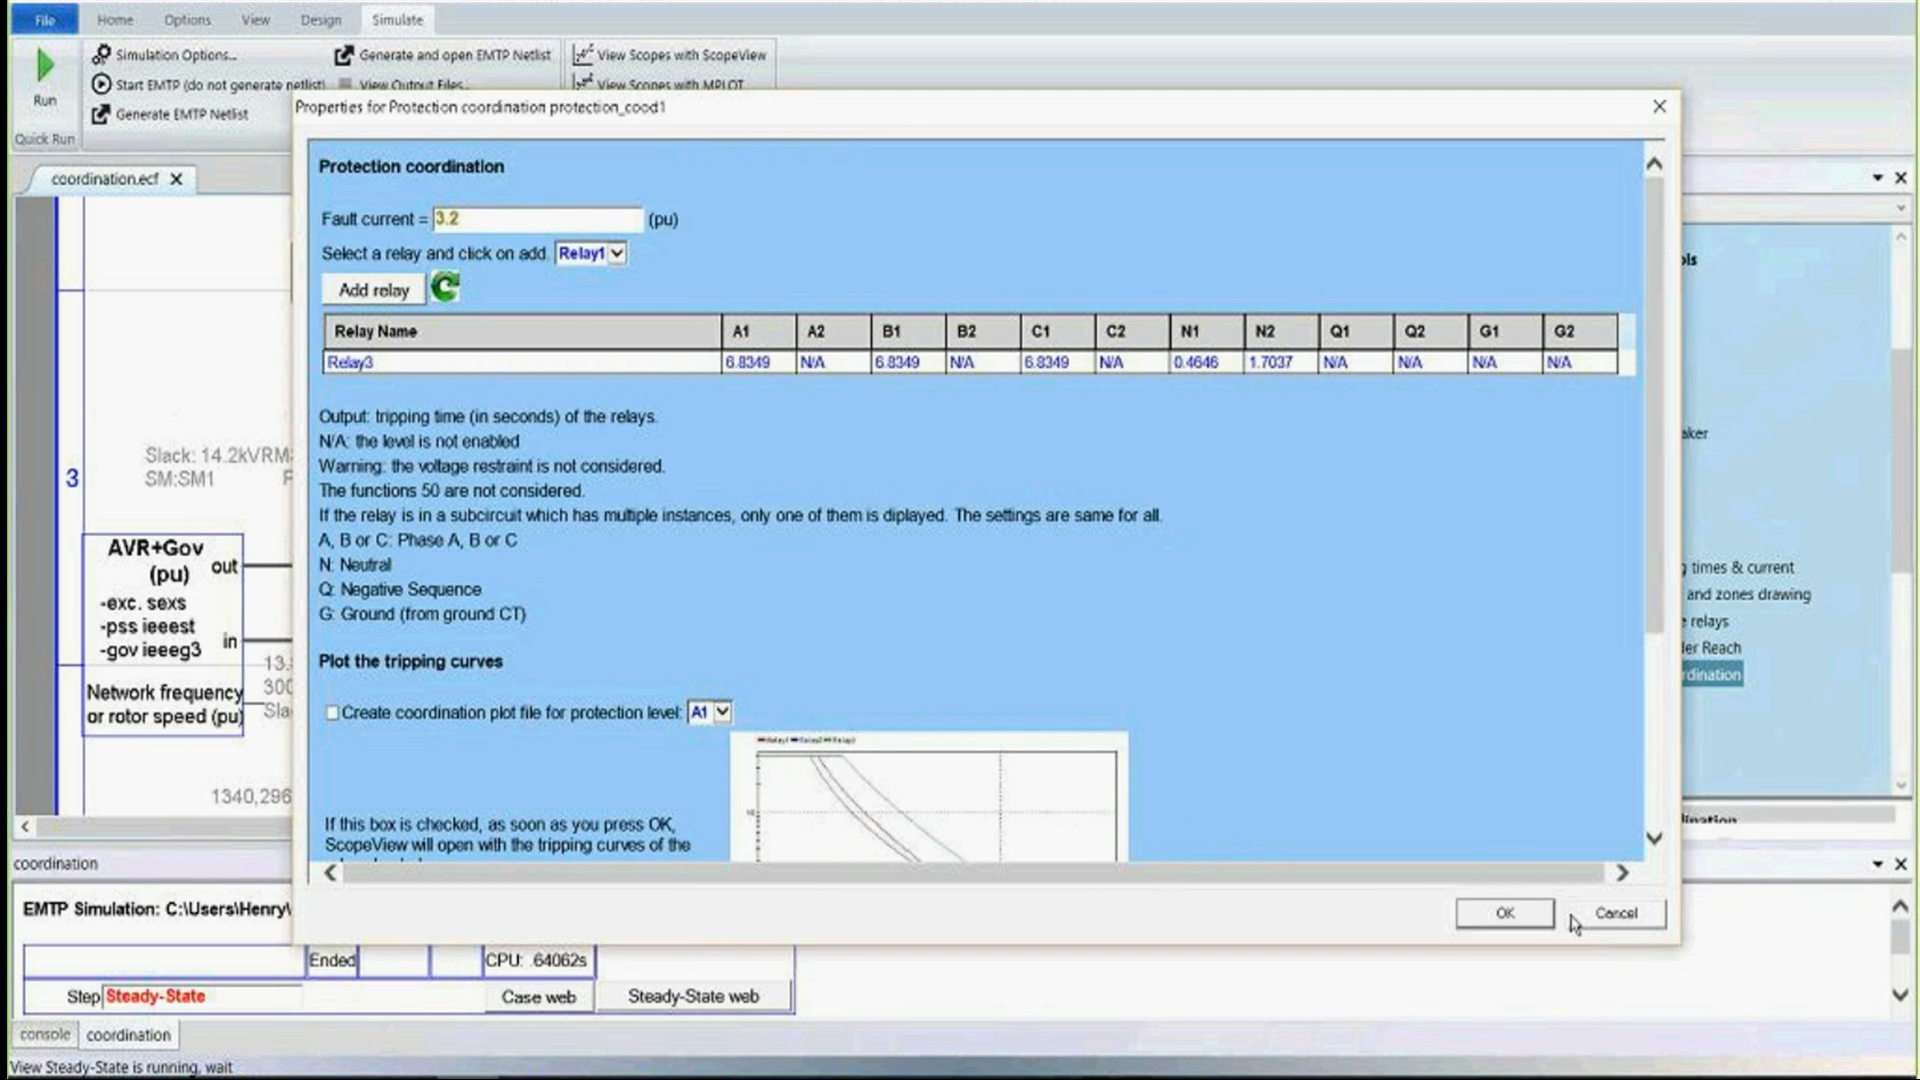 File
Home
Options
View
Design
Simulate
Run
Quick Run
Simulation Options...
Start EMTP (do not generate netlist)
Generate EMTP Netlist
Generate and open EMTP Netlist
View Output Files...
View Scopes with ScopeView
View Scopes with MPLOT
Properties for Protection coordination protection_cood1
coordination.ecf
Protection coordination
Fault current = 3.2 (pu)
Select a relay and click on add. Relay1
Add relay
Relay Name A1 A2 B1 B2 C1 C2 N1 N2 Q1 Q2 G1 G2
Relay3 6.8349 N/A 6.8349 N/A 6.8349 N/A 0.4646 1.7037 N/A N/A N/A N/A
Output: tripping time (in seconds) of the relays.
N/A: the level is not enabled
Warning: the voltage restraint is not considered.
The functions 50 are not considered.
If the relay is in a subcircuit which has multiple instances, only one of them is diplayed. The settings are same for all.
A, B or C: Phase A, B or C
N: Neutral
Q: Negative Sequence
G: Ground (from ground CT)
Plot the tripping curves
Create coordination plot file for protection level: A1
If this box is checked, as soon as you press OK,
ScopeView will open with the tripping curves of the
OK
Cancel
3
Slack: 14.2kVRM
SM:SM1
AVR+Gov
(pu)
out
-exc. sexs
-pss ieeest
-gov ieeeg3
in
Network frequency
or rotor speed (pu)
13.
300
Sla
1340,296
ols
aker
g times & current
and zones drawing
e relays
der Reach
rdination
coordination
EMTP Simulation: C:\Users\Henry\
Ended
CPU: .64062s
Step Steady-State
Case web
Steady-State web
console
coordination
View Steady-State is running, wait